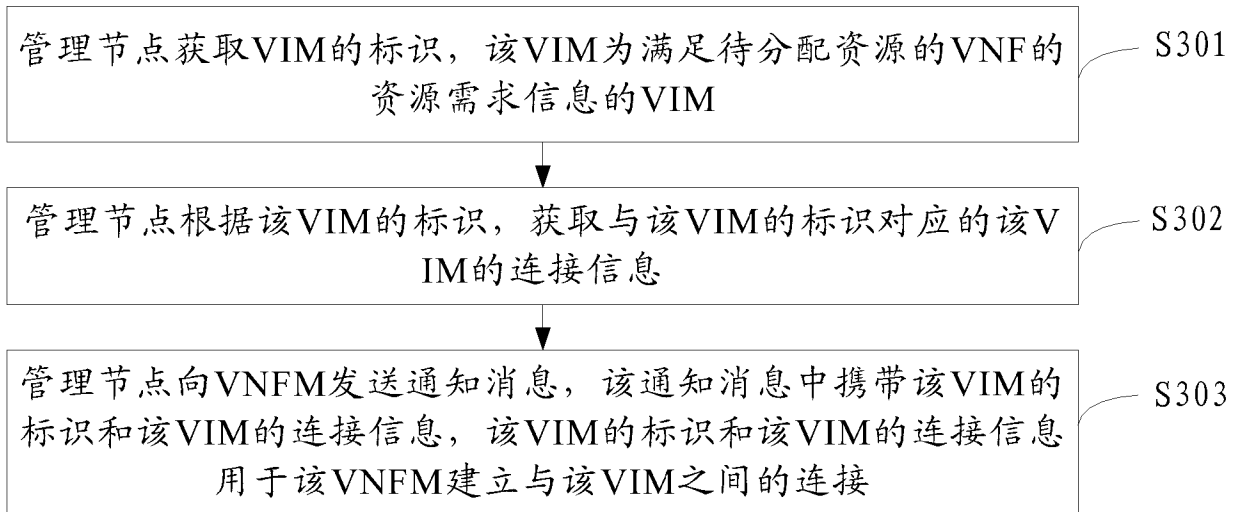 管理节点获取VIM的标识，该VIM为满足待分配资源的VNF的
资源需求信息的VIM
S301
管理节点根据该VIM的标识，获取与该VIM的标识对应的该V
IM的连接信息
S302
管理节点向VNFM发送通知消息，该通知消息中携带该VIM的
标识和该VIM的连接信息，该VIM的标识和该VIM的连接信息
用于该VNFM建立与该VIM之间的连接
S303